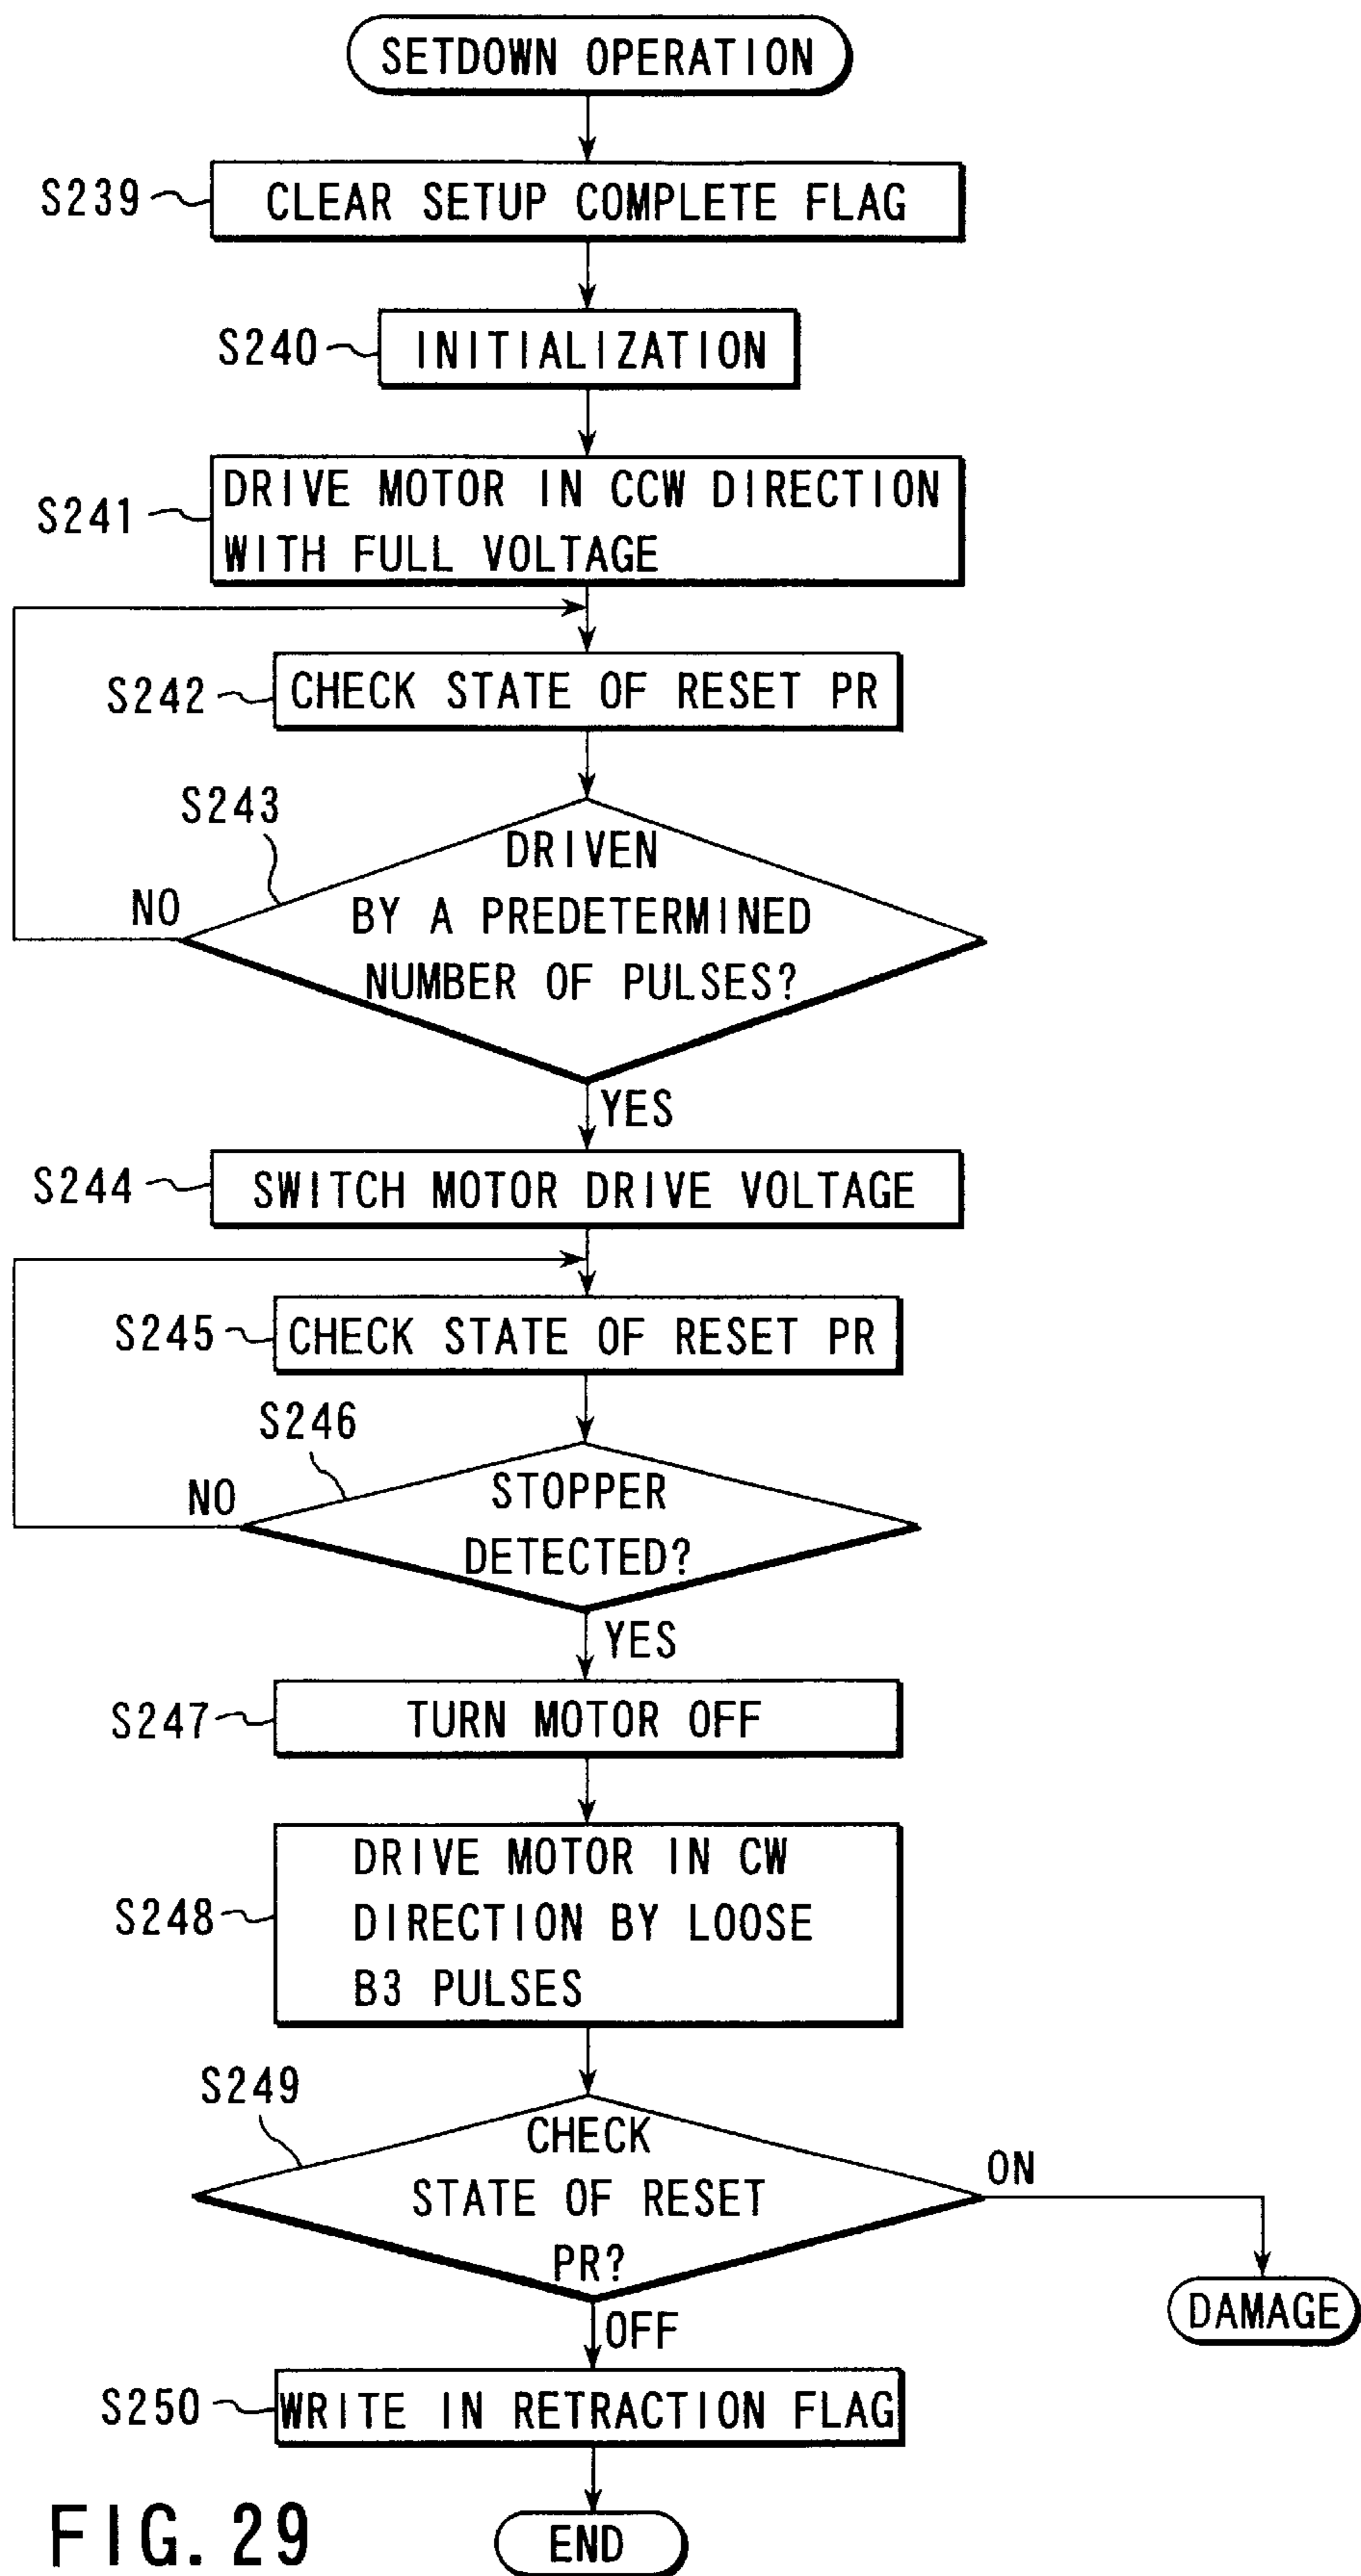 SETDOWN OPERATION
S239
CLEAR SETUP COMPLETE FLAG
S240
INITIALIZATION
S241
DRIVE MOTOR IN CCW DIRECTION
WITH FULL VOLTAGE
S242
CHECK STATE OF RESET PR
S243
DRIVEN
BY A PREDETERMINED
NUMBER OF PULSES?
NO
YES
S244
SWITCH MOTOR DRIVE VOLTAGE
S245
CHECK STATE OF RESET PR
S246
STOPPER
DETECTED?
NO
YES
S247
TURN MOTOR OFF
S248
DRIVE MOTOR IN CW
DIRECTION BY LOOSE
B3 PULSES
S249
CHECK
STATE OF RESET
PR?
ON
DAMAGE
OFF
S250
WRITE IN RETRACTION FLAG
END
FIG. 29